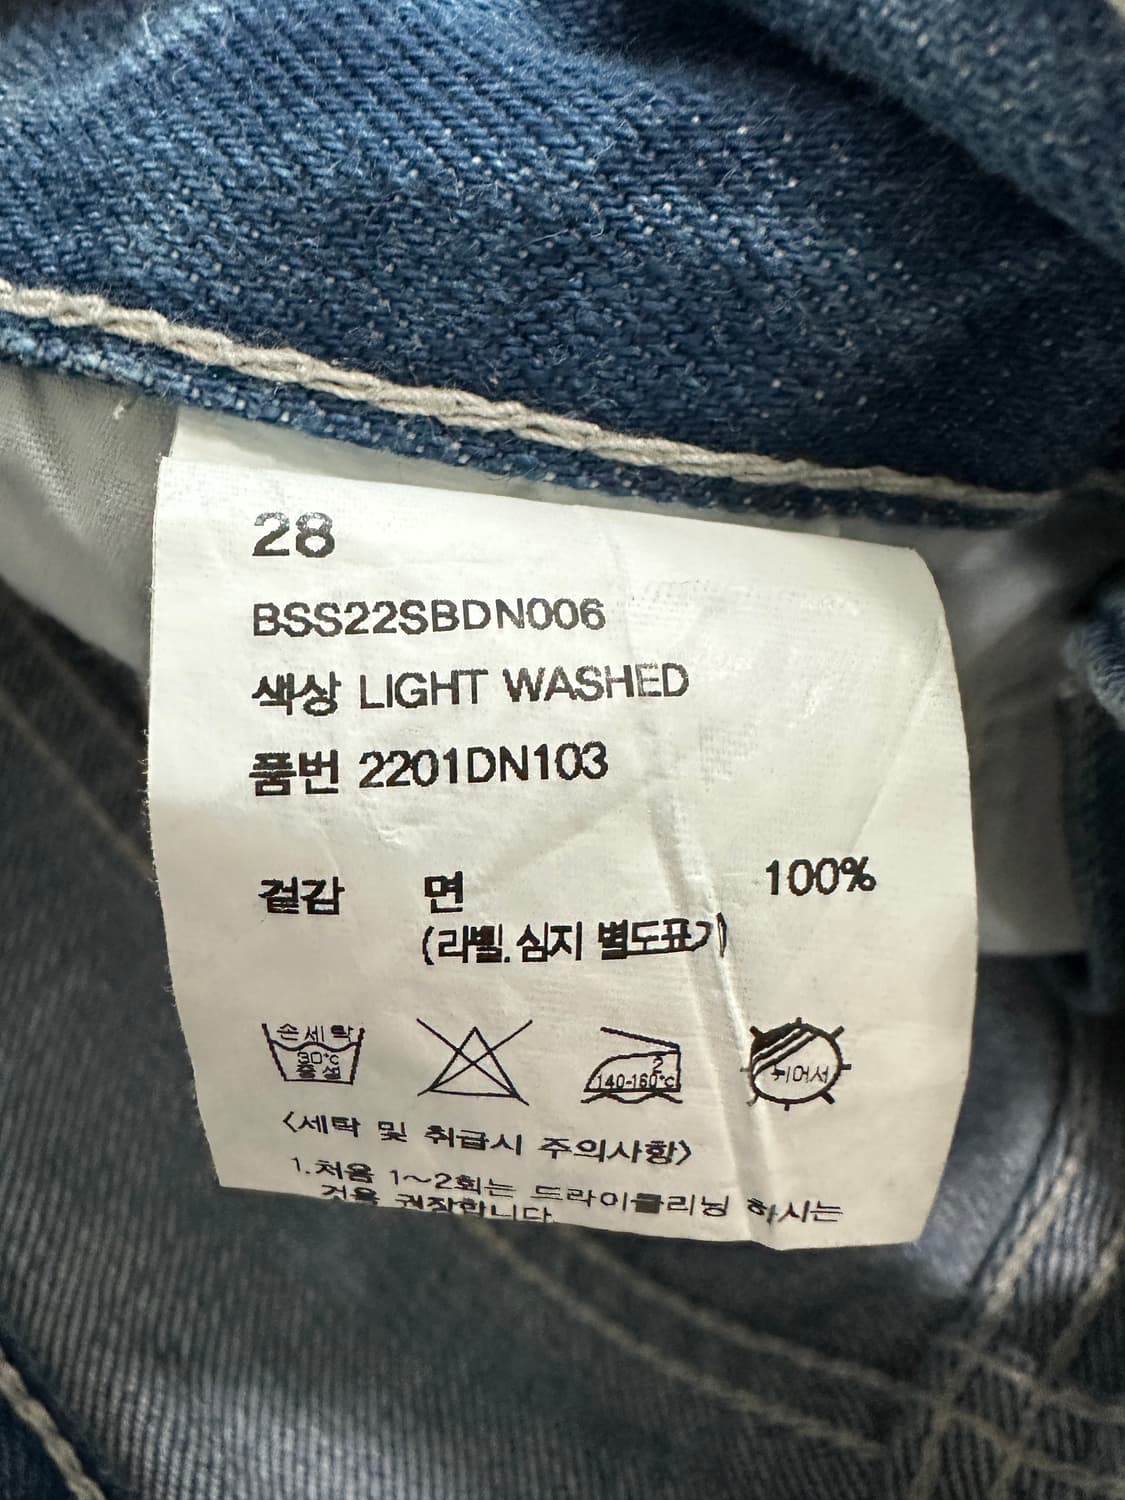 28
BSS22SBDN006
색상 LIGHT WASHED
품번 2201DN103
겉감 면 100%
(라벨, 심지 별도표기)
손세탁
30°c
중성
2
140-160°c
뉘어서
<세탁 및 취급시 주의사항>
1.처음 1~2회는 드라이클리닝 하시는
것을 권장합니다